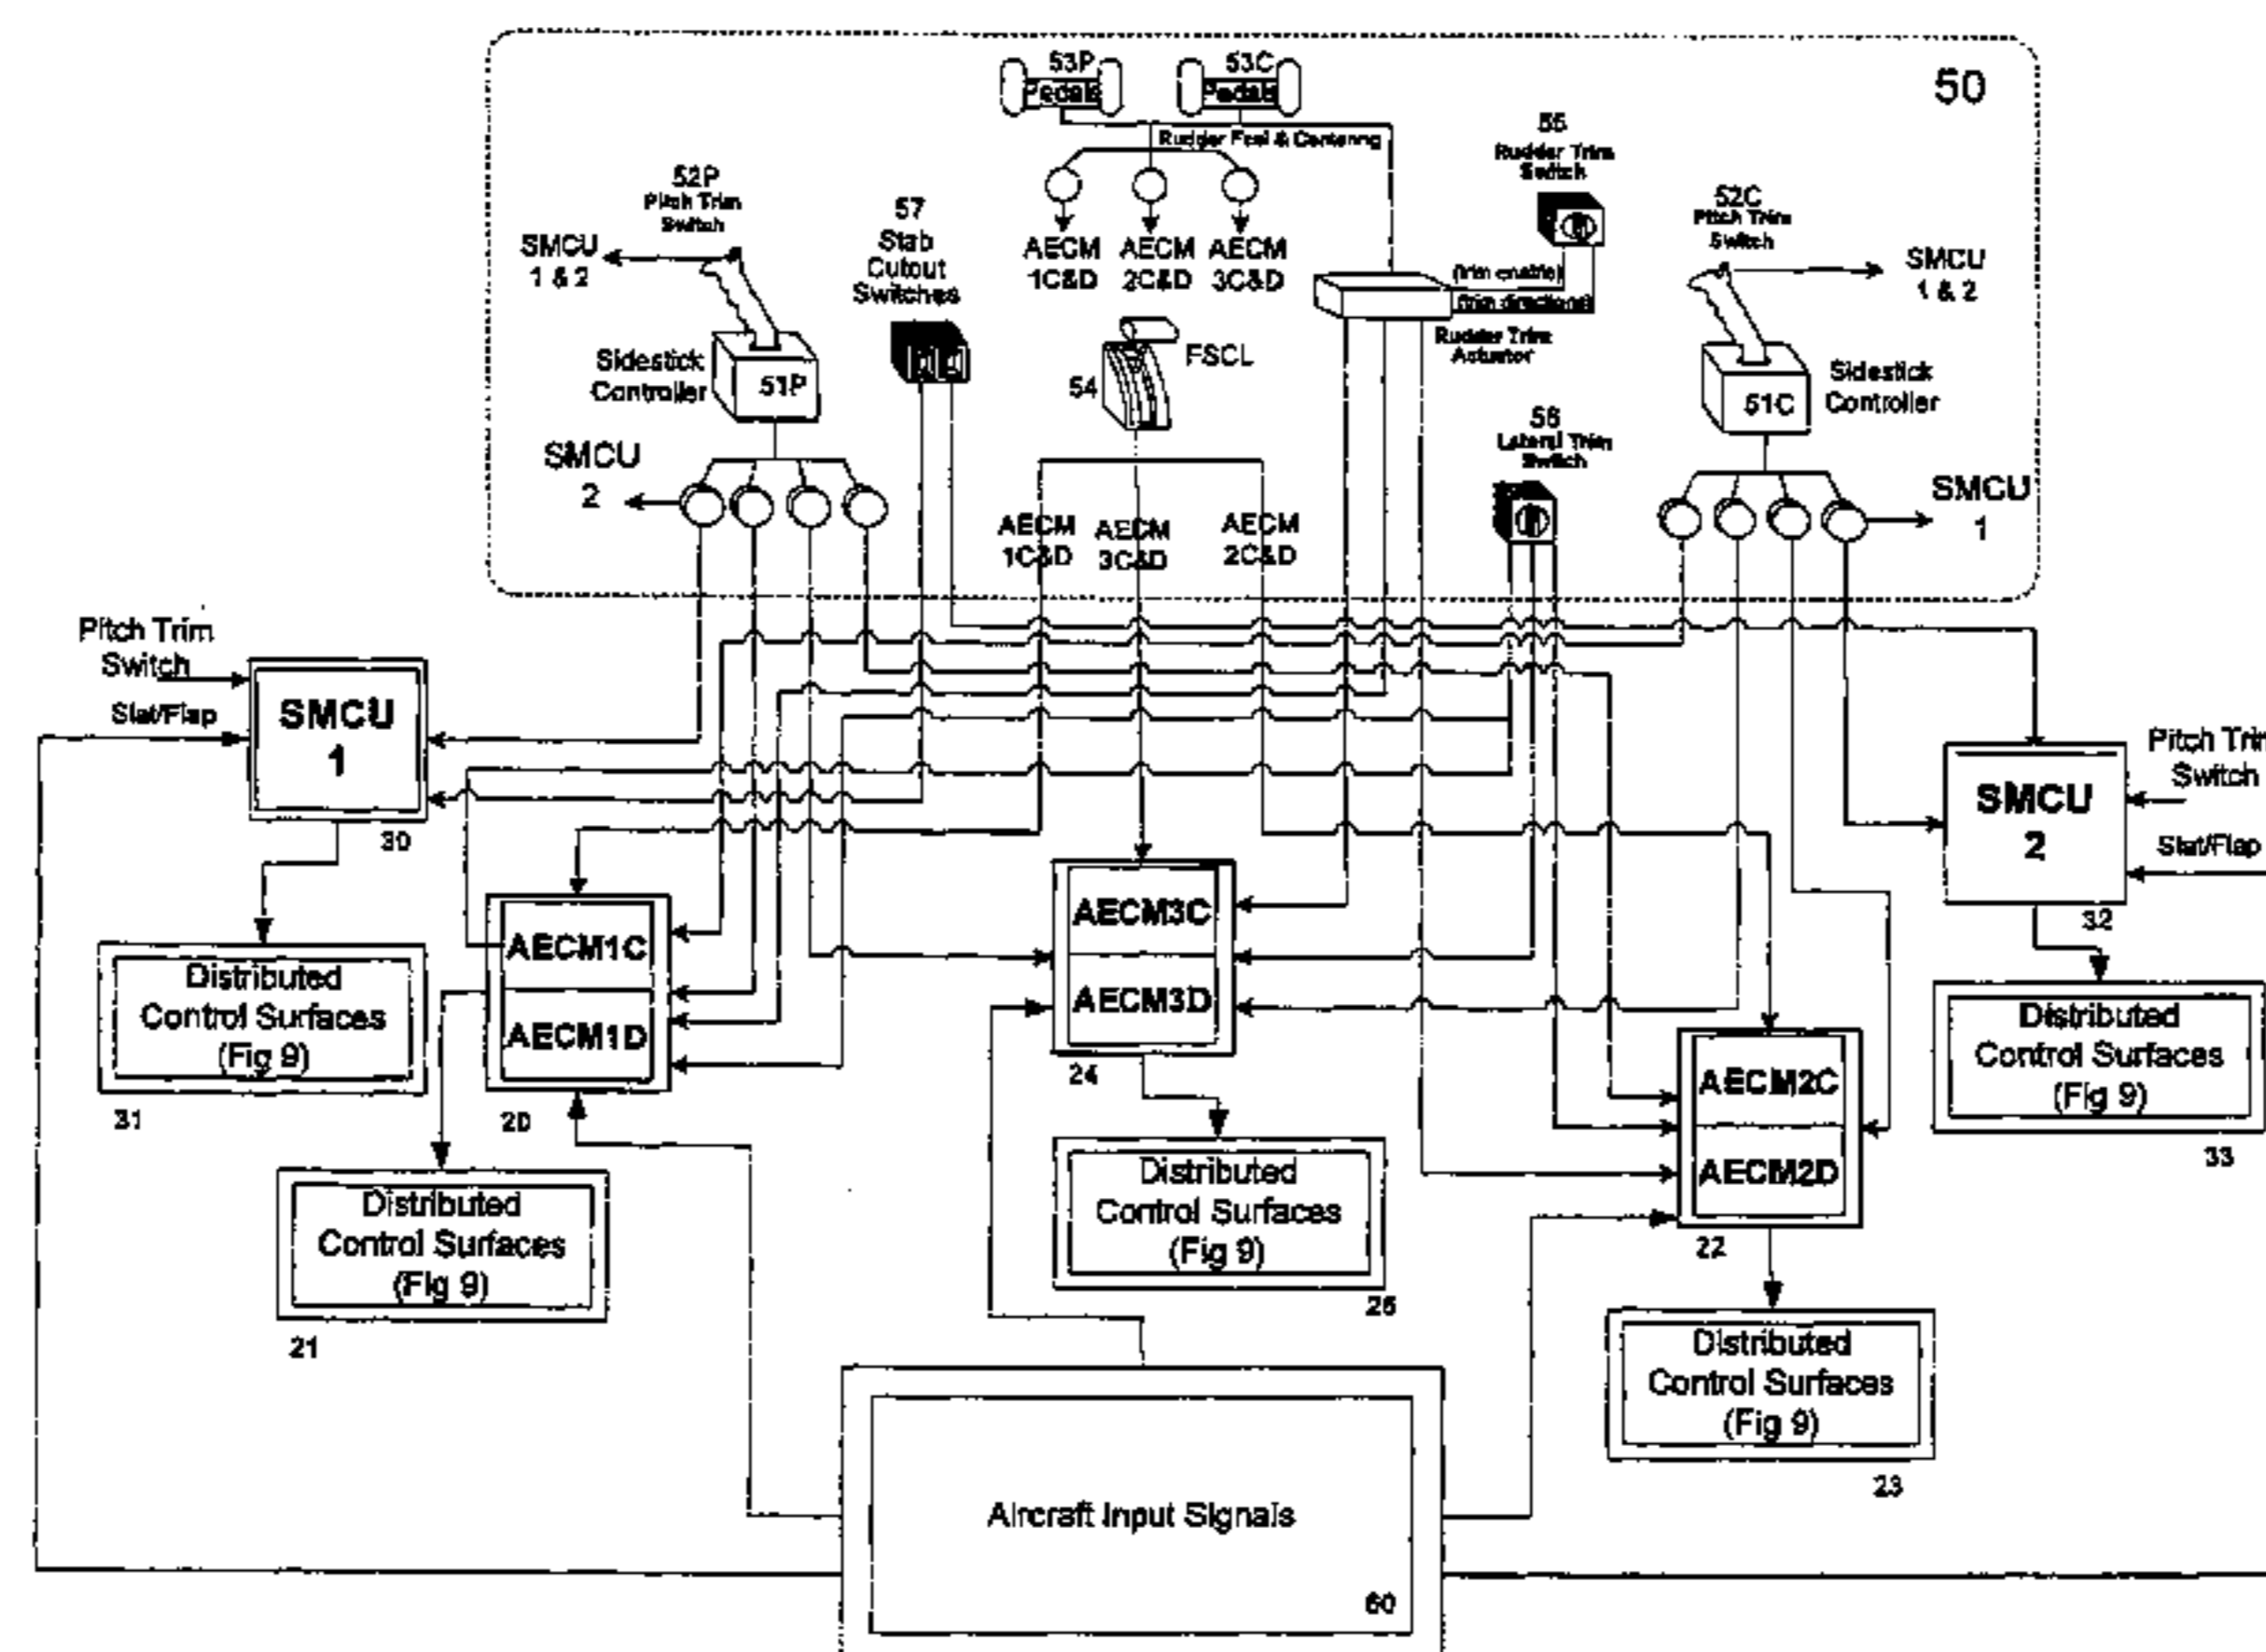 50
53P
Pedals
53C
Pedals
Rudder Feel & Centering
55
Rudder Trim
Switch
52P
Pitch Trim
Switch
SMCU
1 & 2
57
Stab
Cutout
Switches
AECM
1C&D
AECM
2C&D
AECM
3C&D
52C
Pitch Trim
Switch
SMCU
1 & 2
(trim enable)
(trim directional)
Rudder Trim
Actuator
FSCL
54
Sidestick
Controller
51P
Sidestick
Controller
51C
56
Lateral Trim
Switch
SMCU
2
SMCU
1
AECM
1C&D
AECM
3C&D
AECM
2C&D
Pitch Trim
Switch
Slat/Flap
SMCU
1
30
Pitch Trim
Switch
SMCU
2
Slat/Flap
32
AECM1C
AECM1D
20
AECM3C
AECM3D
24
AECM2C
AECM2D
22
Distributed
Control Surfaces
(Fig 9)
31
Distributed
Control Surfaces
(Fig 9)
33
Distributed
Control Surfaces
(Fig 9)
21
Distributed
Control Surfaces
(Fig 9)
25
Distributed
Control Surfaces
(Fig 9)
23
Aircraft Input Signals
60